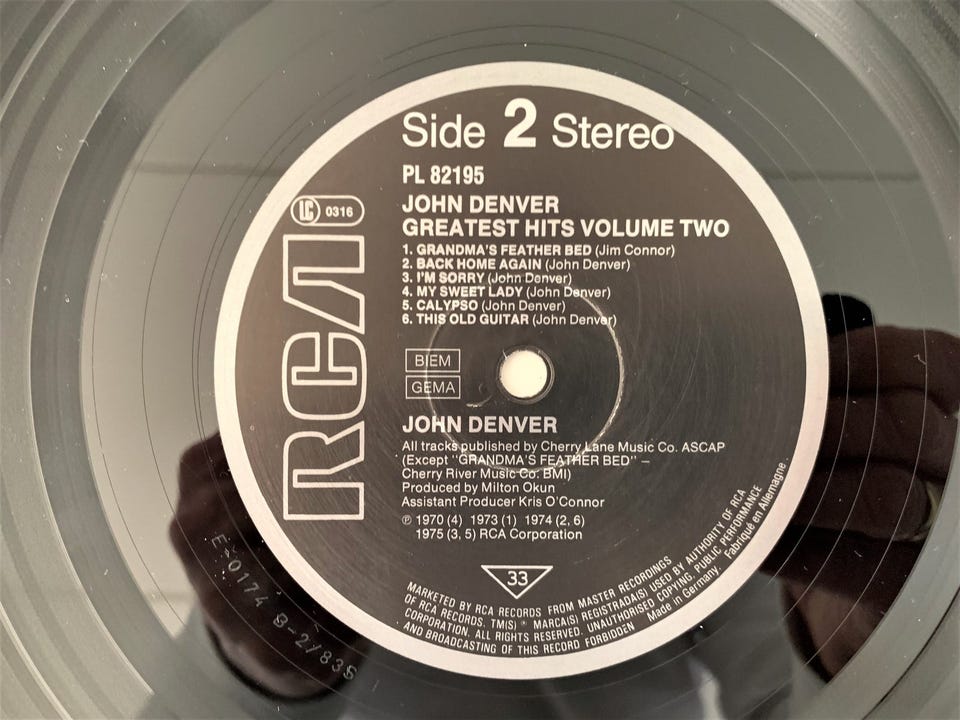 Side 2 Stereo
PL 82195
LC 0316
JOHN DENVER
GREATEST HITS VOLUME TWO
1. GRANDMA'S FEATHER BED (Jim Connor)
2. BACK HOME AGAIN (John Denver)
3. I'M SORRY (John Denver)
4. MY SWEET LADY (John Denver)
5. CALYPSO (John Denver)
6. THIS OLD GUITAR (John Denver)
RCA
BIEM
GEMA
JOHN DENVER
All tracks published by Cherry Lane Music Co. ASCAP
(Except "GRANDMA'S FEATHER BED" –
Cherry River Music Co. BMI)
Produced by Milton Okun
Assistant Producer Kris O'Connor
℗ 1970 (4) 1973 (1) 1974 (2, 6)
1975 (3, 5) RCA Corporation
33
MARKETED BY RCA RECORDS FROM MASTER RECORDINGS
OF RCA RECORDS. TM(S) ® MARCA(S) REGISTRADA(S) USED BY AUTHORITY OF RCA
CORPORATION. ALL RIGHTS RESERVED. UNAUTHORISED COPYING, PUBLIC PERFORMANCE
AND BROADCASTING OF THIS RECORD FORBIDDEN Made in Germany. Fabriqué en Allemagne.